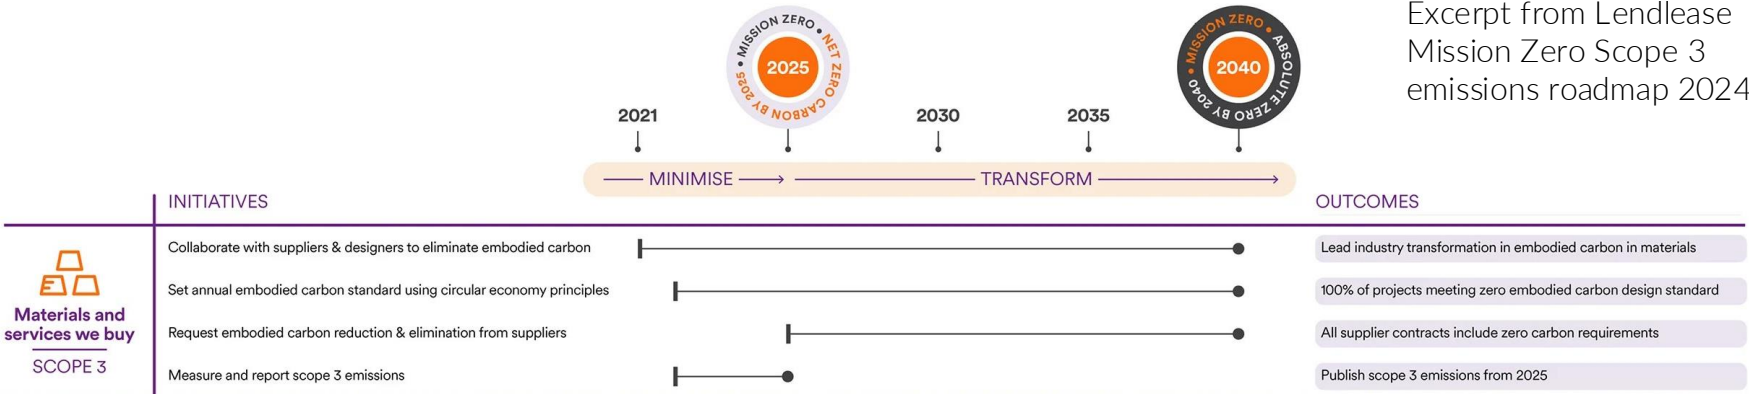 Excerpt from Lendlease
Mission Zero Scope 3
emissions roadmap 2024
• MISSION ZERO • NET ZERO CARBON BY 2025
2025
• MISSION ZERO • ABSOLUTE ZERO BY 2040
2040
2021
2030
2035
MINIMISE
TRANSFORM
INITIATIVES
OUTCOMES
Materials and
services we buy
SCOPE 3
Collaborate with suppliers & designers to eliminate embodied carbon
Lead industry transformation in embodied carbon in materials
Set annual embodied carbon standard using circular economy principles
100% of projects meeting zero embodied carbon design standard
Request embodied carbon reduction & elimination from suppliers
All supplier contracts include zero carbon requirements
Measure and report scope 3 emissions
Publish scope 3 emissions from 2025